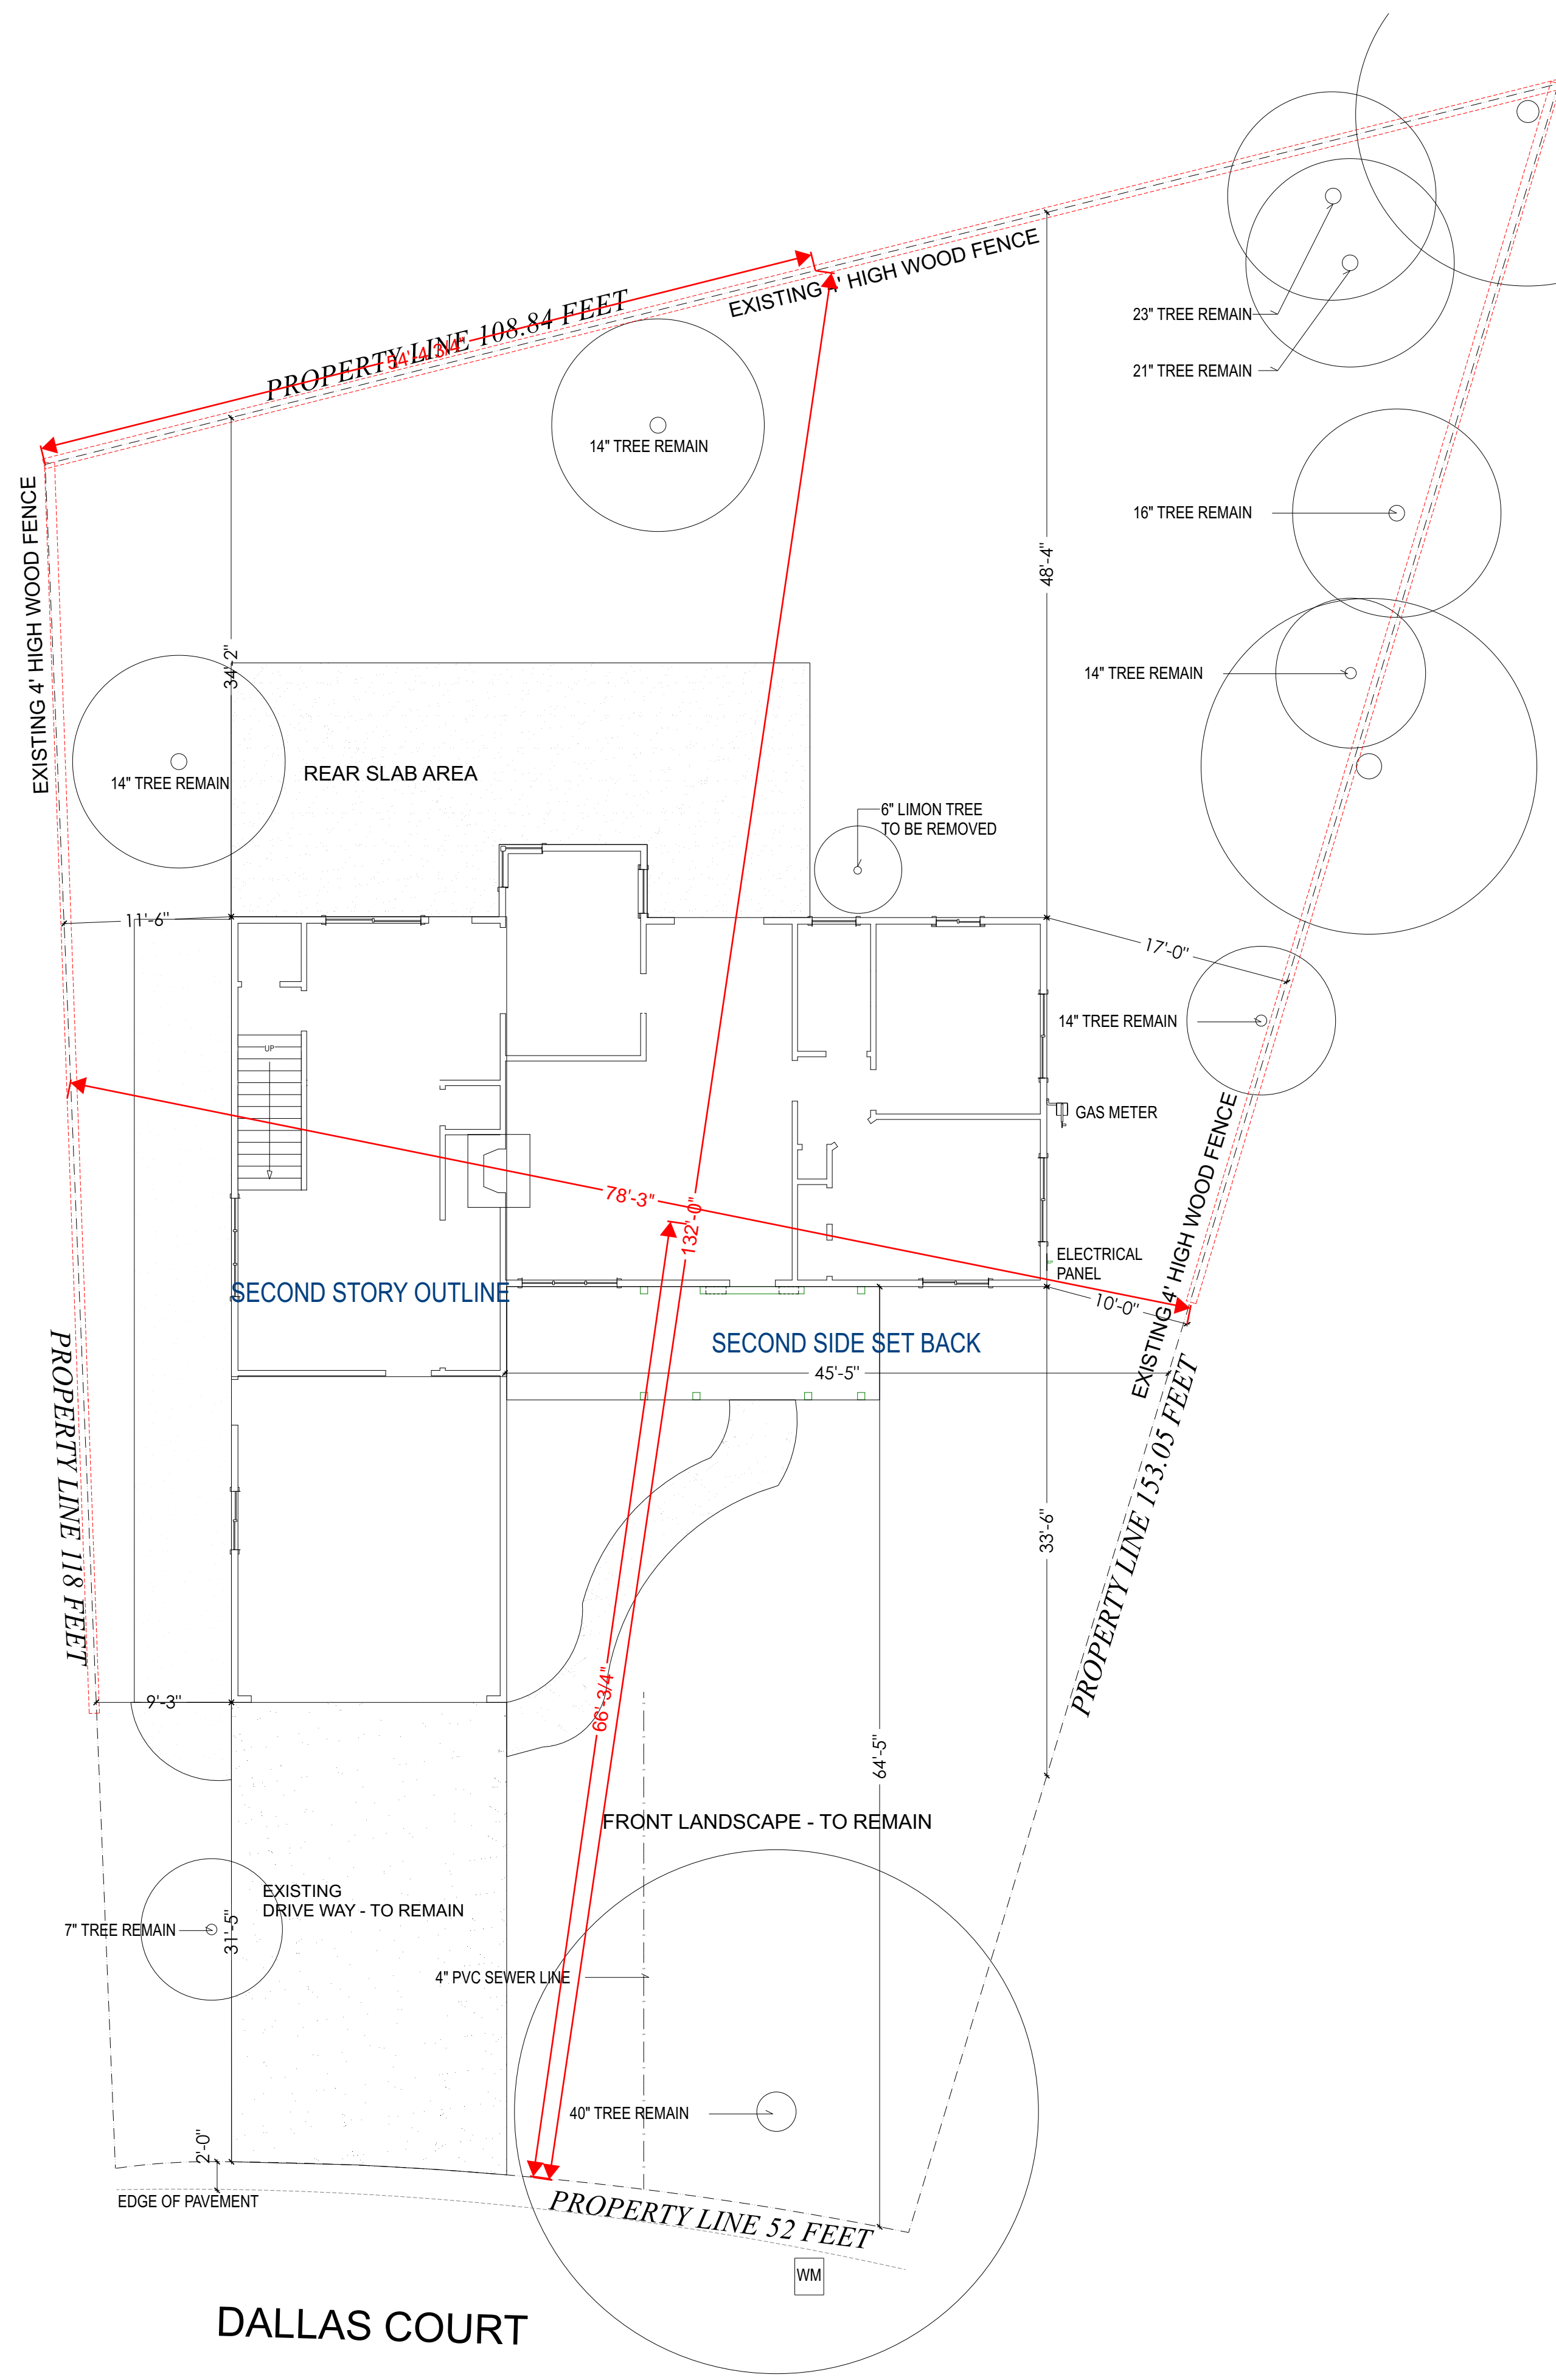 PROPERTY LINE 108.84 FEET
54'-4 3/4"
EXISTING 4' HIGH WOOD FENCE
23" TREE REMAIN
21" TREE REMAIN
14" TREE REMAIN
EXISTING 4' HIGH WOOD FENCE
16" TREE REMAIN
48'-4"
34'-2"
14" TREE REMAIN
REAR SLAB AREA
14" TREE REMAIN
6" LIMON TREE
TO BE REMOVED
11'-6"
17'-0"
14" TREE REMAIN
UP
GAS METER
EXISTING 4' HIGH WOOD FENCE
78'-3"
132'-0"
ELECTRICAL
PANEL
SECOND STORY OUTLINE
10'-0"
SECOND SIDE SET BACK
45'-5"
PROPERTY LINE 118 FEET
PROPERTY LINE 153.05 FEET
33'-6"
9'-3"
66'-3/4"
64'-5"
FRONT LANDSCAPE - TO REMAIN
EXISTING
DRIVE WAY - TO REMAIN
7" TREE REMAIN
31'-5"
4" PVC SEWER LINE
40" TREE REMAIN
2'-0"
EDGE OF PAVEMENT
PROPERTY LINE 52 FEET
WM
DALLAS COURT